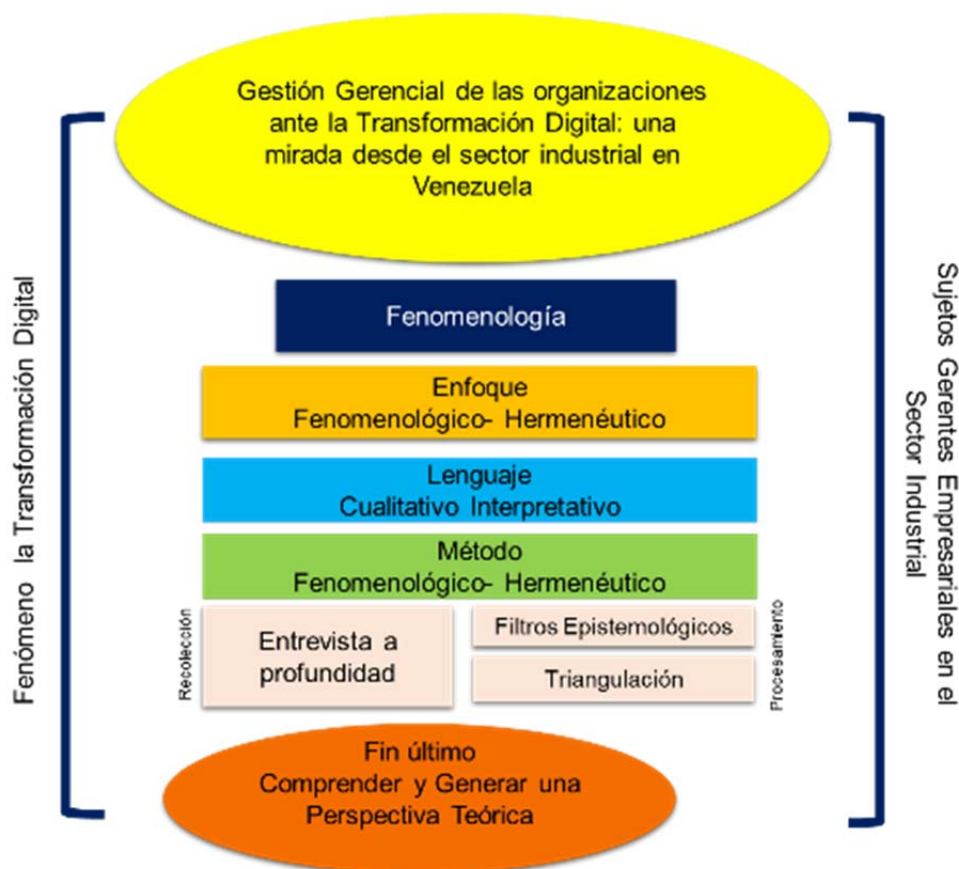 Gestión Gerencial de las organizaciones
ante la Transformación Digital: una
mirada desde el sector industrial en
Venezuela
Fenómeno la Transformación Digital
Fenomenología
Enfoque
Fenomenológico- Hermenéutico
Lenguaje
Cualitativo Interpretativo
Método
Fenomenológico- Hermenéutico
Recolección
Entrevista a
profundidad
Filtros Epistemológicos
Triangulación
Procesamiento
Fin último
Comprender y Generar una
Perspectiva Teórica
Sujetos Gerentes Empresariales en el
Sector Industrial